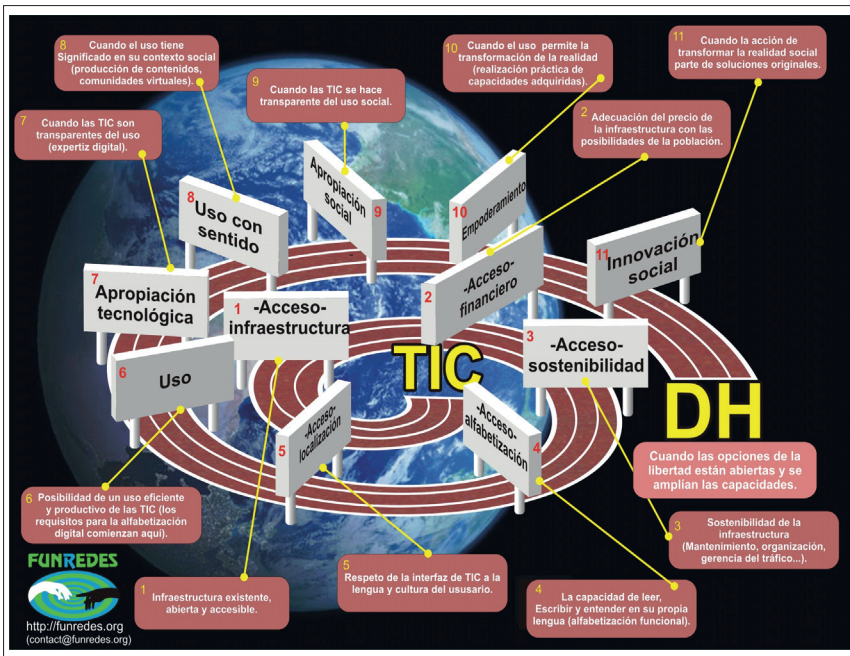 8
Cuando el uso tiene
Significado en su contexto social
(producción de contenidos,
comunidades virtuales).
9
Cuando las TIC se hace
transparente del uso social.
10
Cuando el uso permite la
transformación de la realidad
(realización práctica de
capacidades adquiridas).
11
Cuando la acción de
transformar la realidad social
parte de soluciones originales.
7
Cuando las TIC son
transparentes del uso
(expertiz digital).
2
Adecuación del precio de
la infraestructura con las
posibilidades de la población.
8
Uso con
sentido
Apropiación
social
9
10
Empoderamiento
11
Innovación
social
7
Apropiación
tecnológica
1
-Acceso-
infraestructura
2
-Acceso-
financiero
3
-Acceso-
sostenibilidad
6
Uso
TIC
DH
5
-Acceso-
localización
-Acceso-
alfabetización
4
Cuando las opciones de la
libertad están abiertas y se
amplían las capacidades.
6
Posibilidad de un uso eficiente
y productivo de las TIC (los
requisitos para la alfabetización
digital comienzan aquí).
3
Sostenibilidad de la
infraestructura
(Mantenimiento, organización,
gerencia del tráfico...).
FUNREDES
http://funredes.org
(contact@funredes.org)
1
Infraestructura existente,
abierta y accesible.
5
Respeto de la interfaz de TIC a la
lengua y cultura del ususario.
4
La capacidad de leer,
Escribir y entender en su propia
lengua (alfabetización funcional).